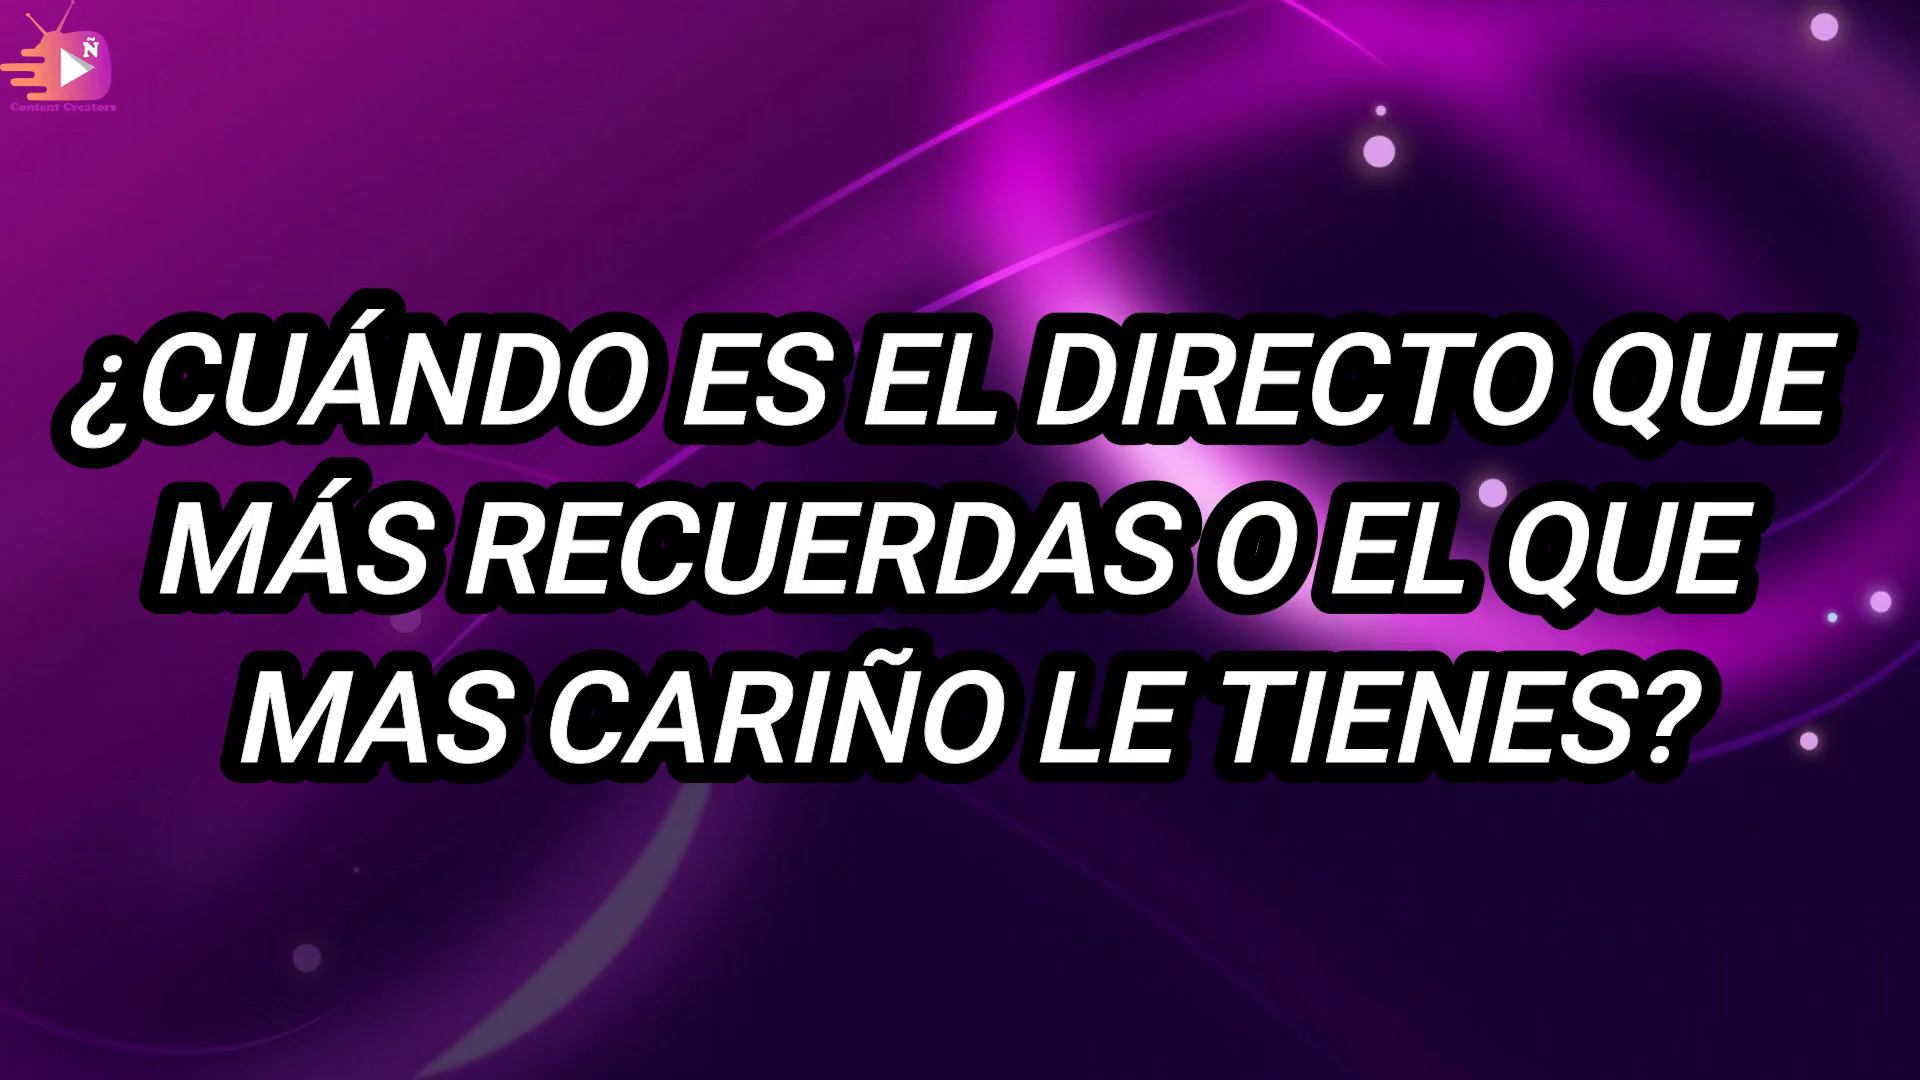 Ñ
Content Creators
¿CUÁNDO ES EL DIRECTO QUE
MÁS RECUERDAS O EL QUE
MAS CARIÑO LE TIENES?